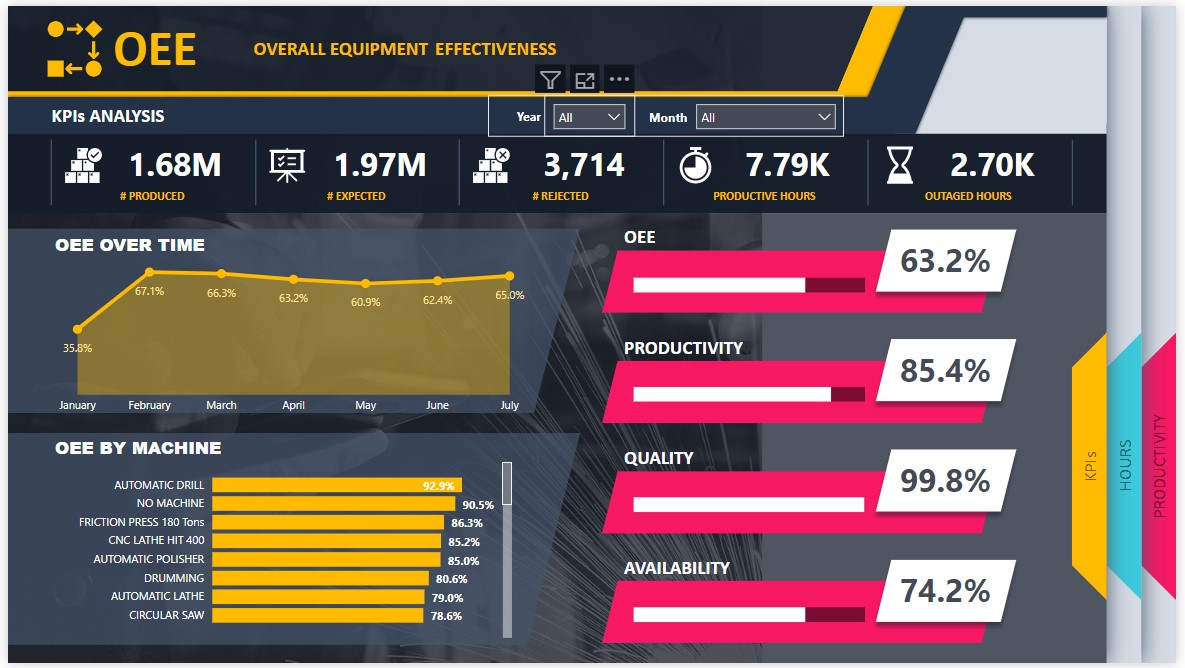 OEE
OVERALL EQUIPMENT EFFECTIVENESS
KPIs ANALYSIS
Year
All
Month
All
1.68M
# PRODUCED
1.97M
# EXPECTED
3,714
# REJECTED
7.79K
PRODUCTIVE HOURS
2.70K
OUTAGED HOURS
OEE OVER TIME
35.8%
67.1%
66.3%
63.2%
60.9%
62.4%
65.0%
January
February
March
April
May
June
July
OEE BY MACHINE
AUTOMATIC DRILL 92.9%
NO MACHINE 90.5%
FRICTION PRESS 180 Tons 86.3%
CNC LATHE HIT 400 85.2%
AUTOMATIC POLISHER 85.0%
DRUMMING 80.6%
AUTOMATIC LATHE 79.0%
CIRCULAR SAW 78.6%
OEE
63.2%
PRODUCTIVITY
85.4%
QUALITY
99.8%
AVAILABILITY
74.2%
KPIs
HOURS
PRODUCTIVITY